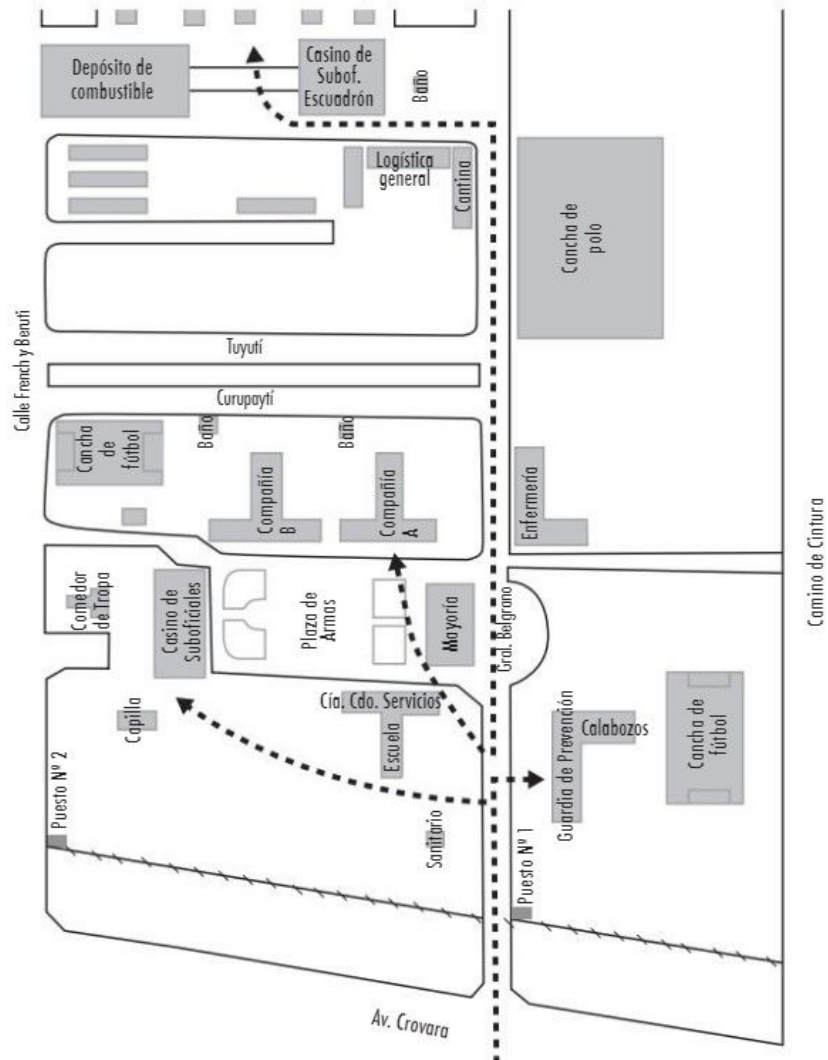 Depósito de
combustible
Casino de
Subof.
Escuadrón
Baño
Logística
general
Cantina
Cancha de
polo
Calle French y Beruti
Tuyutí
Curupaytí
Cancha
de
fútbol
Baño
Baño
Compañía
B
Compañía
A
Enfermería
Comedor
de Tropa
Casino de
Suboficiales
Plaza de
Armas
Mayoría
Gral. Belgrano
Camino de Cintura
Capilla
Cía. Cdo. Servicios
Escuela
Guardia de Prevención
Calabozos
Cancha de
fútbol
Puesto Nº 2
Sanitario
Puesto Nº 1
Av. Crovara